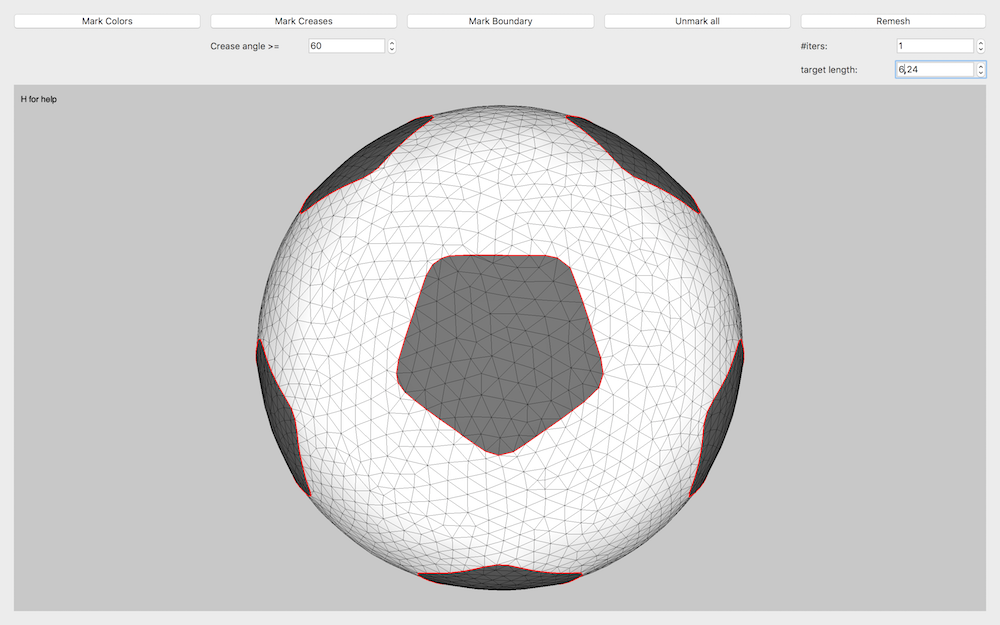 Mark Colors Mark Creases Mark Boundary Unmark all Remesh
Crease angle >= 60 #iters: 1
target length: 6,24
H for help